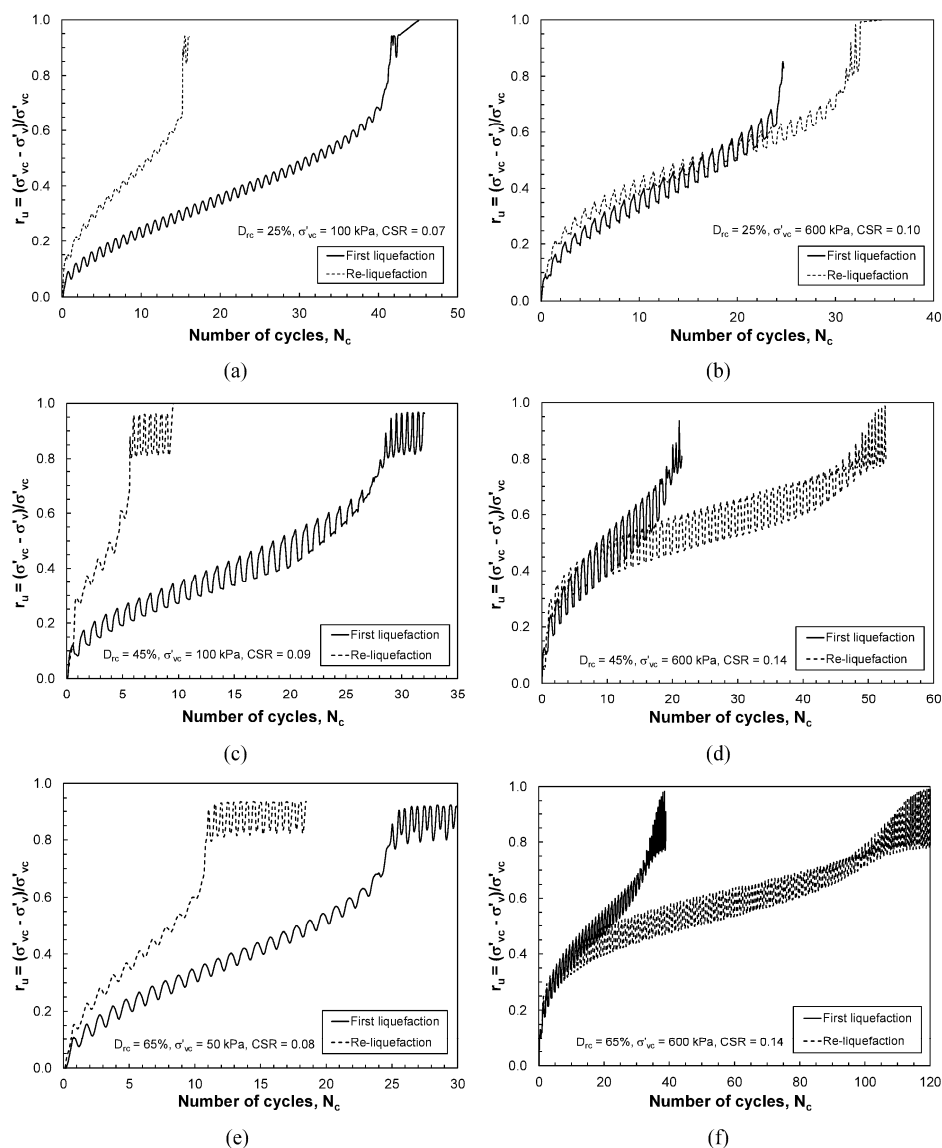 1.0
0.8
0.6
0.4
0.2
0.0
r_u = (σ'_vc - σ'_v)/σ'_vc
D_rc = 25%, σ'_vc = 100 kPa, CSR = 0.07
First liquefaction
Re-liquefaction
0 10 20 30 40 50
Number of cycles, N_c
(a)
1.0
0.8
0.6
0.4
0.2
0.0
r_u = (σ'_vc - σ'_v)/σ'_vc
D_rc = 25%, σ'_vc = 600 kPa, CSR = 0.10
First liquefaction
Re-liquefaction
0 10 20 30 40
Number of cycles, N_c
(b)
1.0
0.8
0.6
0.4
0.2
0.0
r_u = (σ'_vc - σ'_v)/σ'_vc
First liquefaction
Re-liquefaction
D_rc = 45%, σ'_vc = 100 kPa, CSR = 0.09
0 5 10 15 20 25 30 35
Number of cycles, N_c
(c)
1.0
0.8
0.6
0.4
0.2
0.0
r_u = (σ'_vc - σ'_v)/σ'_vc
First liquefaction
Re-liquefaction
D_rc = 45%, σ'_vc = 600 kPa, CSR = 0.14
0 10 20 30 40 50 60
Number of cycles, N_c
(d)
1.0
0.8
0.6
0.4
0.2
0.0
r_u = (σ'_vc - σ'_v)/σ'_vc
First liquefaction
Re-liquefaction
D_rc = 65%, σ'_vc = 50 kPa, CSR = 0.08
0 5 10 15 20 25 30
Number of cycles, N_c
(e)
1.0
0.8
0.6
0.4
0.2
0.0
r_u = (σ'_vc - σ'_v)/σ'_vc
First liquefaction
Re-liquefaction
D_rc = 65%, σ'_vc = 600 kPa, CSR = 0.14
0 20 40 60 80 100 120
Number of cycles, N_c
(f)